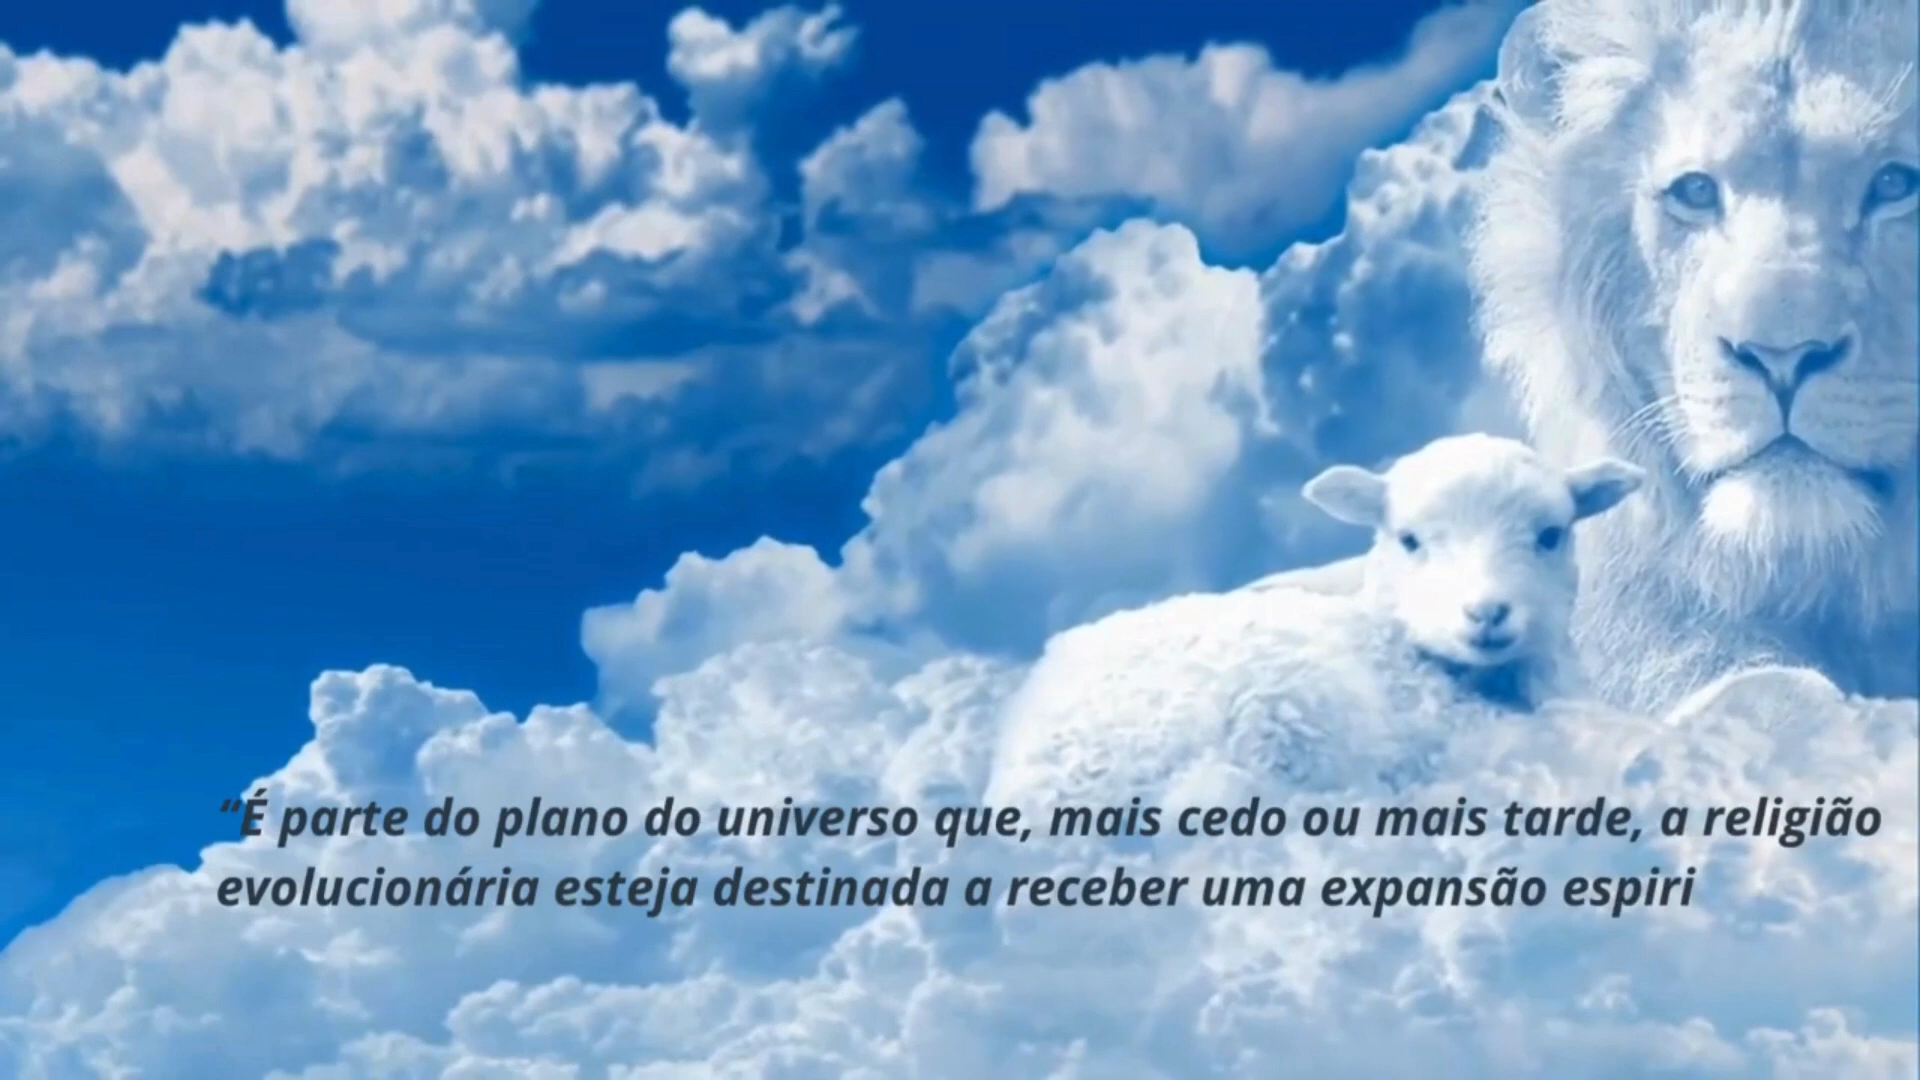 “É parte do plano do universo que, mais cedo ou mais tarde, a religião
evolucionária esteja destinada a receber uma expansão espiri